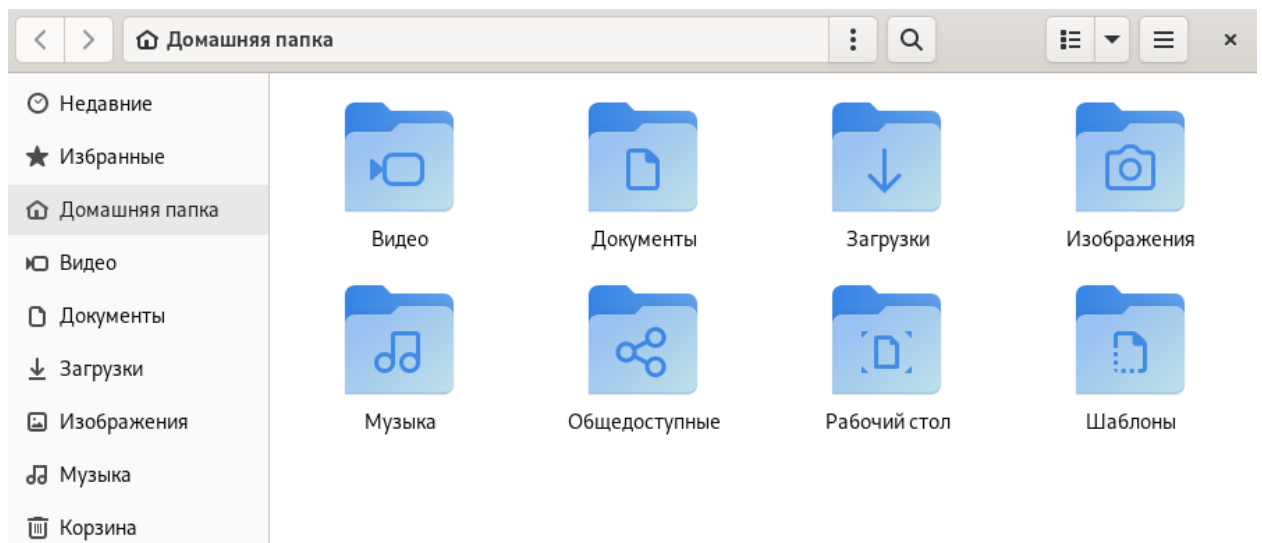 Домашняя папка
Недавние
Избранные
Домашняя папка
Видео
Документы
Загрузки
Изображения
Музыка
Корзина
Видео Документы Загрузки Изображения
Музыка Общедоступные Рабочий стол Шаблоны